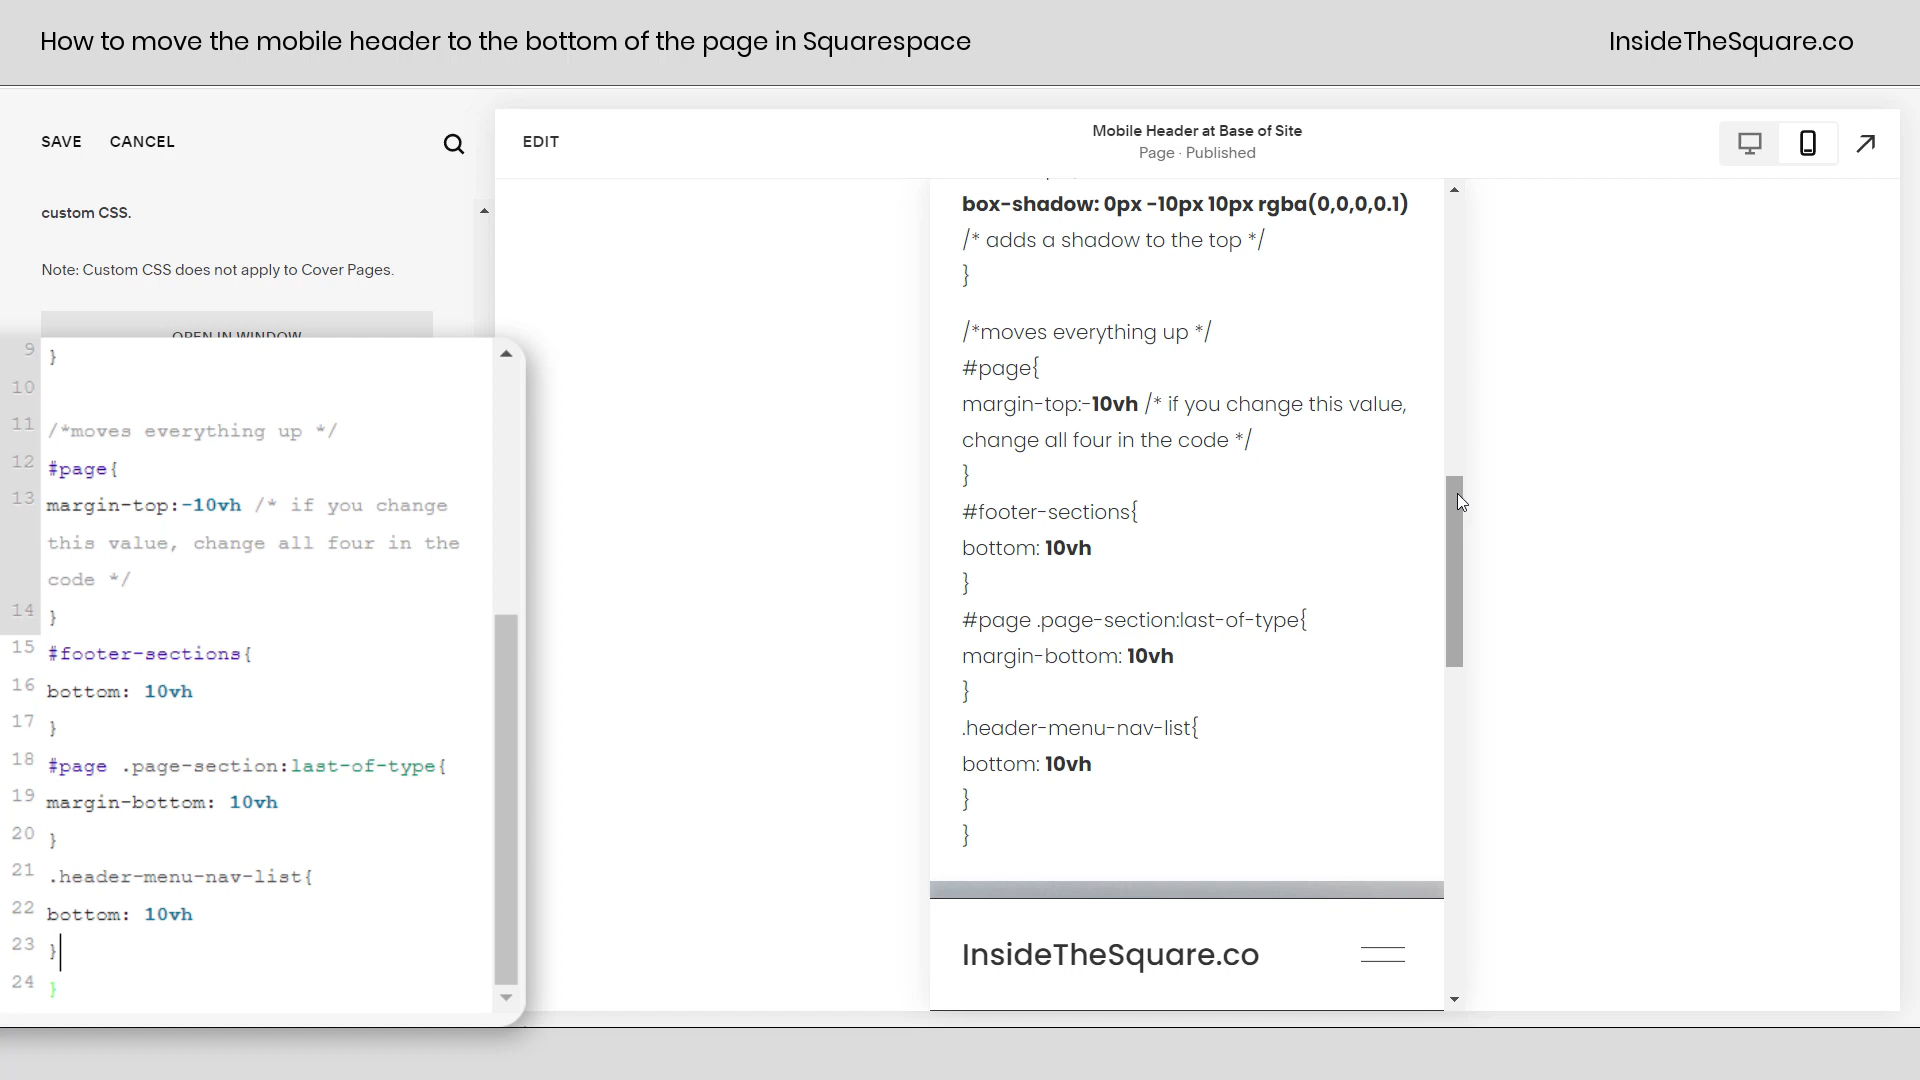 How to move the mobile header to the bottom of the page in Squarespace
InsideTheSquare.co
SAVE
CANCEL
EDIT
Mobile Header at Base of Site
Page · Published
custom CSS.
Note: Custom CSS does not apply to Cover Pages.
OPEN IN WINDOW
9 }
10
11 /*moves everything up */
12 #page{
13 margin-top:-10vh /* if you change
this value, change all four in the
code */
14 }
15 #footer-sections{
16 bottom: 10vh
17 }
18 #page .page-section:last-of-type{
19 margin-bottom: 10vh
20 }
21 .header-menu-nav-list{
22 bottom: 10vh
23 }
24 }
box-shadow: 0px -10px 10px rgba(0,0,0,0.1)
/* adds a shadow to the top */
}
/*moves everything up */
#page{
margin-top:-10vh /* if you change this value,
change all four in the code */
}
#footer-sections{
bottom: 10vh
}
#page .page-section:last-of-type{
margin-bottom: 10vh
}
.header-menu-nav-list{
bottom: 10vh
}
}
InsideTheSquare.co